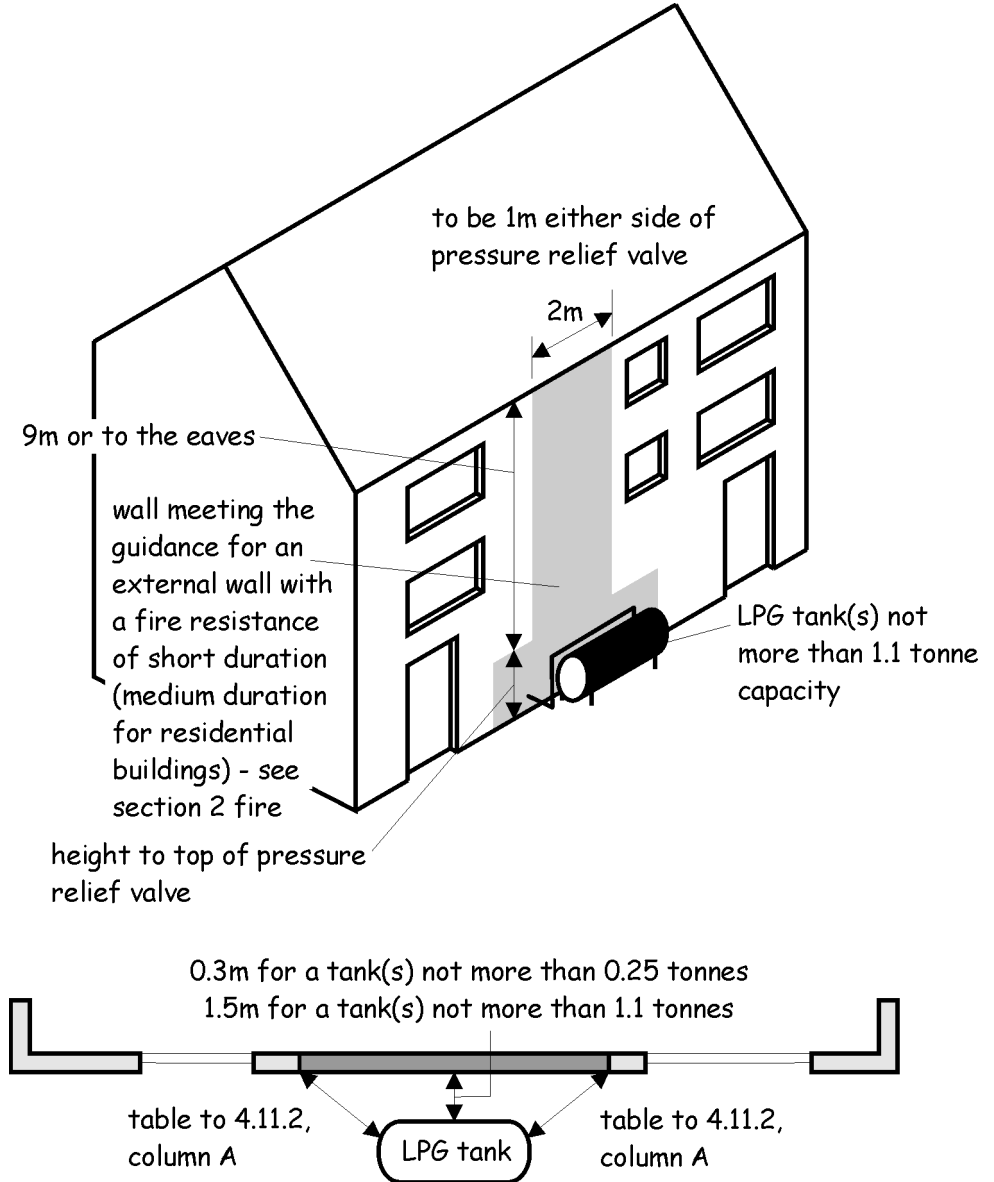 to be 1m either side of
pressure relief valve
2m
9m or to the eaves
wall meeting the
guidance for an
external wall with
a fire resistance
of short duration
(medium duration
for residential
buildings) - see
section 2 fire
LPG tank(s) not
more than 1.1 tonne
capacity
height to top of pressure
relief valve
0.3m for a tank(s) not more than 0.25 tonnes
1.5m for a tank(s) not more than 1.1 tonnes
table to 4.11.2,
column A
table to 4.11.2,
column A
LPG tank